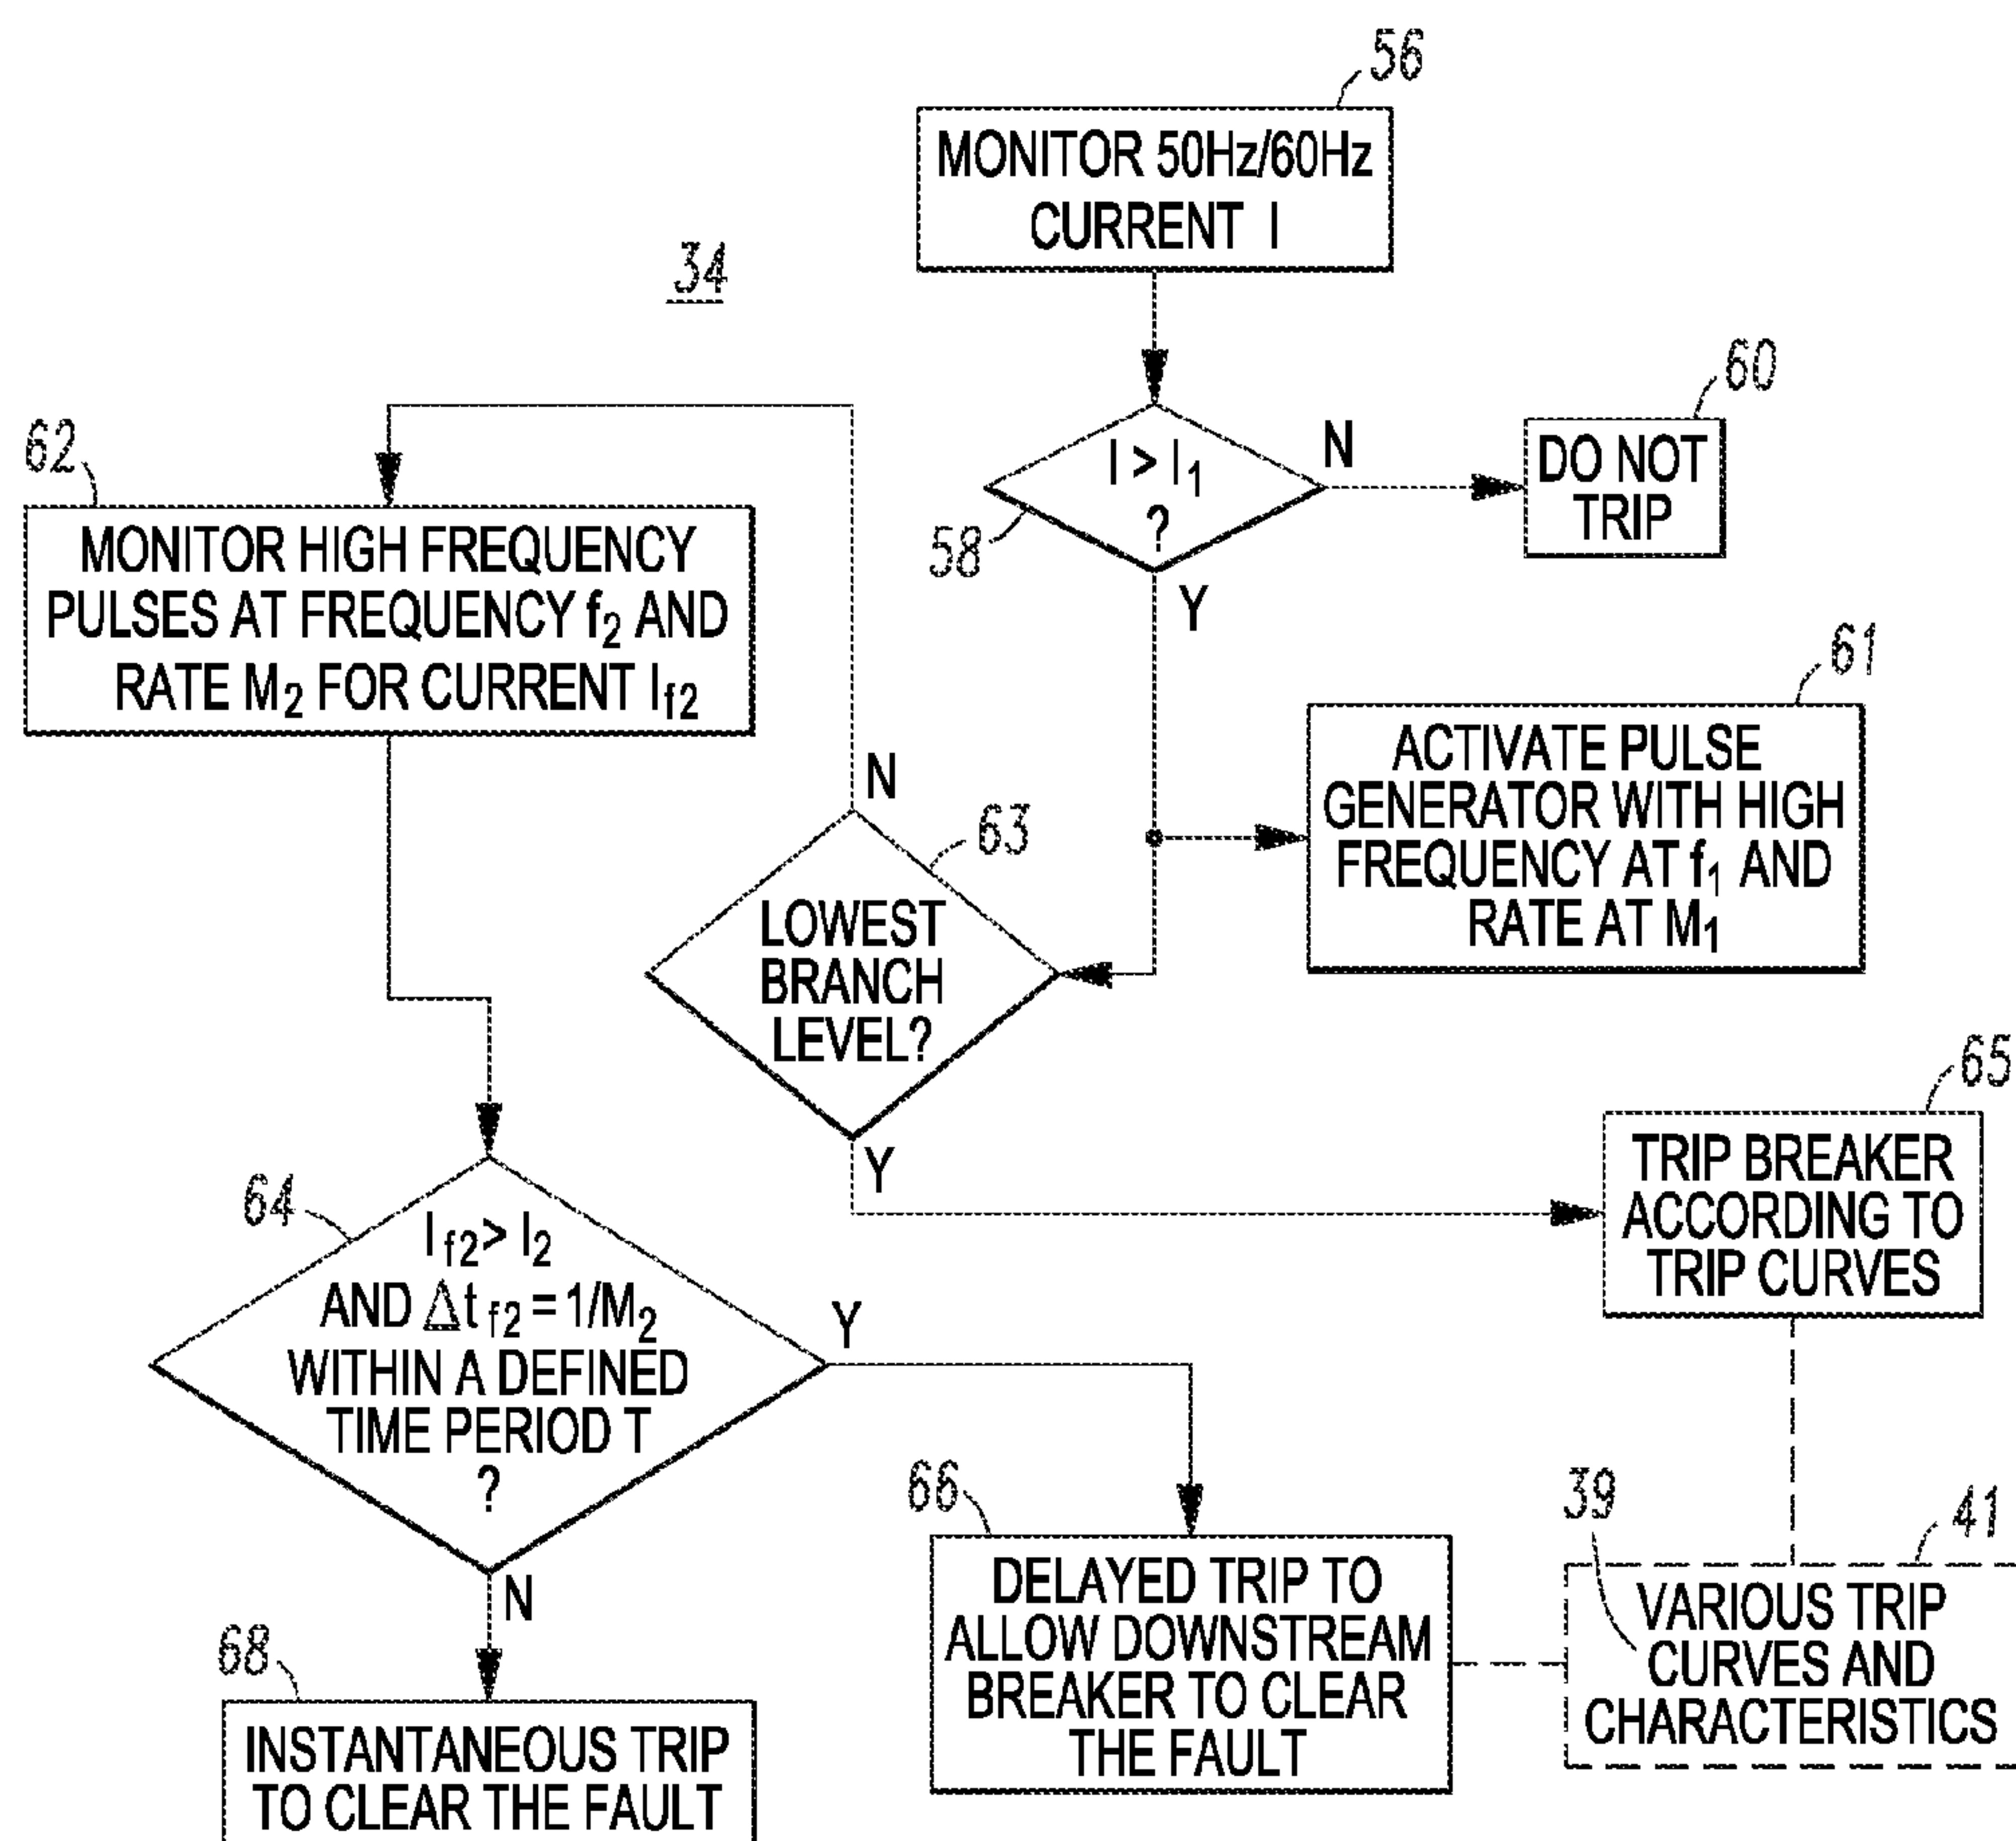 56
MONITOR 50Hz/60Hz
CURRENT I
34
60
62
I > I1
?
N
DO NOT
TRIP
58
Y
MONITOR HIGH FREQUENCY
PULSES AT FREQUENCY f2 AND
RATE M2 FOR CURRENT If2
61
ACTIVATE PULSE
GENERATOR WITH HIGH
FREQUENCY AT f1 AND
RATE AT M1
N
63
LOWEST
BRANCH
LEVEL?
Y
65
TRIP BREAKER
ACCORDING TO
TRIP CURVES
64
If2 > I2
AND Δtf2 = 1/M2
WITHIN A DEFINED
TIME PERIOD T
?
Y
N
66
DELAYED TRIP TO
ALLOW DOWNSTREAM
BREAKER TO CLEAR
THE FAULT
39
41
VARIOUS TRIP
CURVES AND
CHARACTERISTICS
68
INSTANTANEOUS TRIP
TO CLEAR THE FAULT